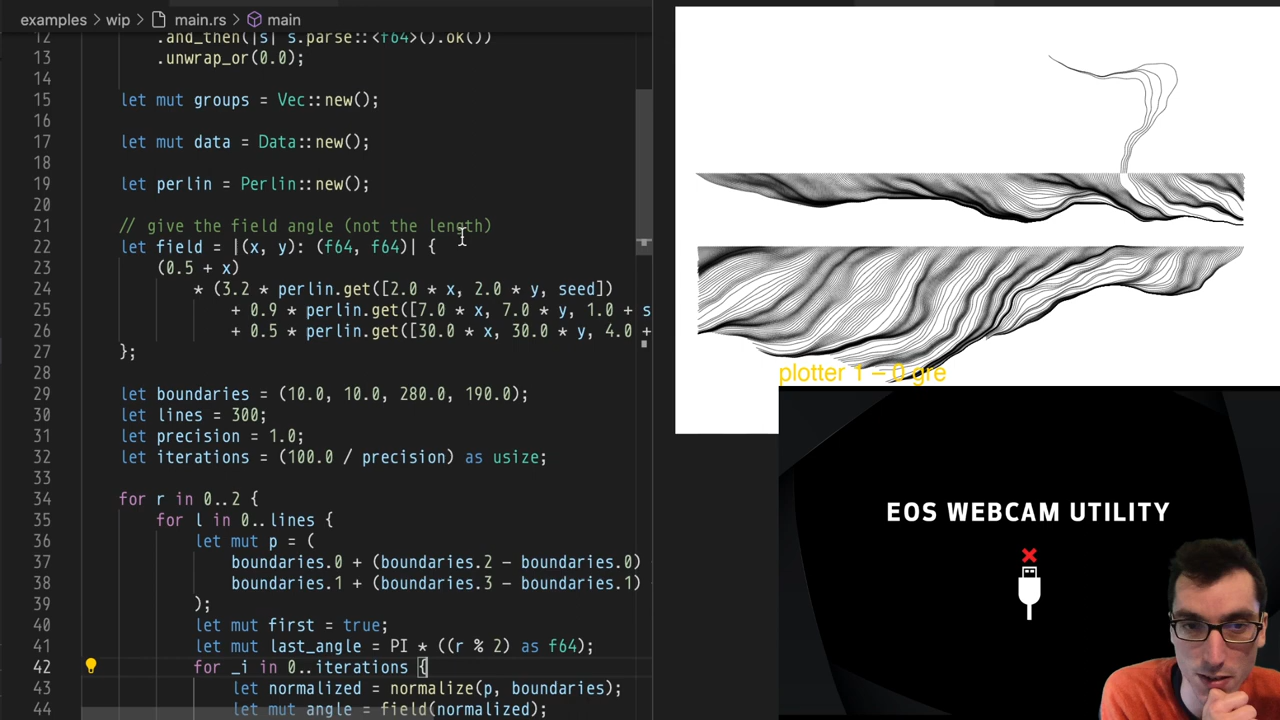 examples > wip > main.rs > main
12 .and_then(|s| s.parse::<f64>().ok())
13 .unwrap_or(0.0);
14
15 let mut groups = Vec::new();
16
17 let mut data = Data::new();
18
19 let perlin = Perlin::new();
20
21 // give the field angle (not the length)
22 let field = |(x, y): (f64, f64)| {
23 (0.5 + x)
24 * (3.2 * perlin.get([2.0 * x, 2.0 * y, seed])
25 + 0.9 * perlin.get([7.0 * x, 7.0 * y, 1.0 + s
26 + 0.5 * perlin.get([30.0 * x, 30.0 * y, 4.0 +
27 };
28
29 let boundaries = (10.0, 10.0, 280.0, 190.0);
30 let lines = 300;
31 let precision = 1.0;
32 let iterations = (100.0 / precision) as usize;
33
34 for r in 0..2 {
35 for l in 0..lines {
36 let mut p = (
37 boundaries.0 + (boundaries.2 - boundaries.0)
38 boundaries.1 + (boundaries.3 - boundaries.1)
39 );
40 let mut first = true;
41 let mut last_angle = PI * ((r % 2) as f64);
42 for _i in 0..iterations {
43 let normalized = normalize(p, boundaries);
44 let mut angle = field(normalized);
plotter 1 – 0 gre
EOS WEBCAM UTILITY